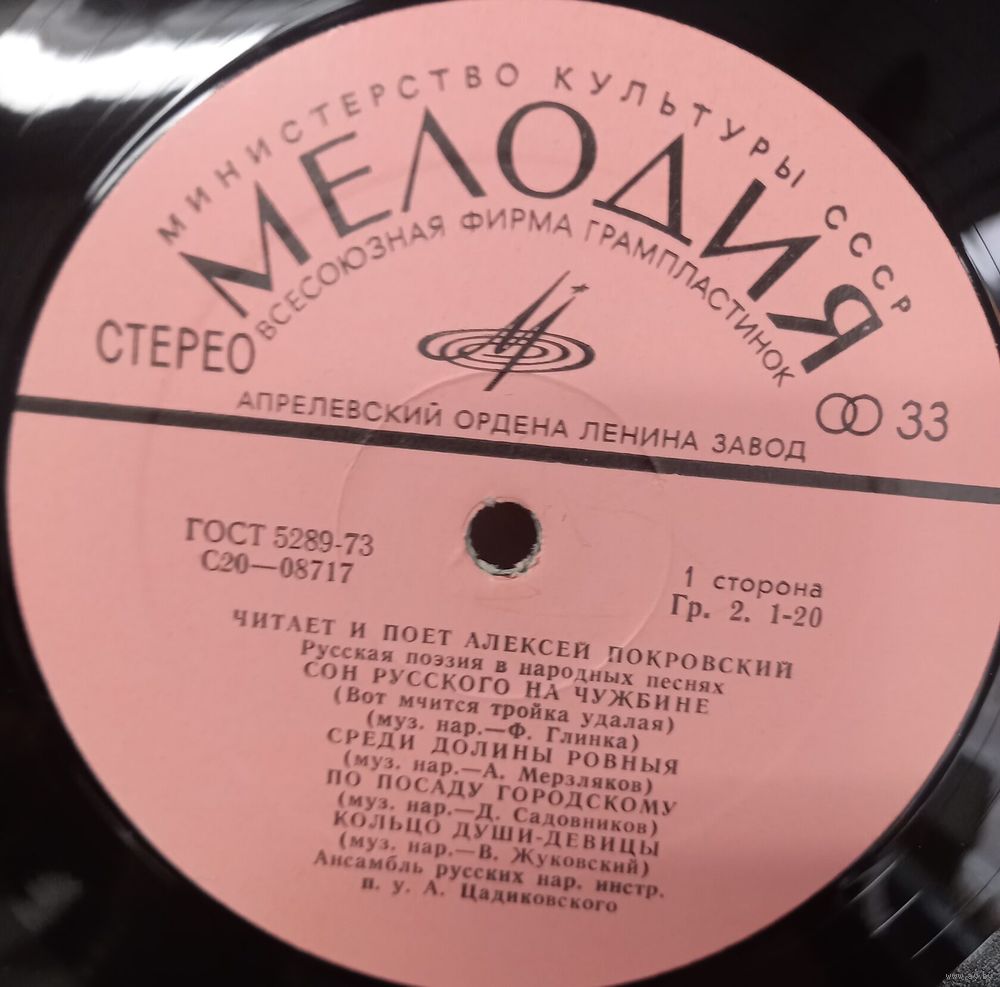 МИНИСТЕРСТВО КУЛЬТУРЫ СССР
МЕЛОДИЯ
ВСЕСОЮЗНАЯ ФИРМА ГРАМПЛАСТИНОК
СТЕРЕО
33
АПРЕЛЕВСКИЙ ОРДЕНА ЛЕНИНА ЗАВОД
ГОСТ 5289-73
С20—08717
1 сторона
Гр. 2. 1-20
ЧИТАЕТ И ПОЕТ АЛЕКСЕЙ ПОКРОВСКИЙ
Русская поэзия в народных песнях
СОН РУССКОГО НА ЧУЖБИНЕ
(Вот мчится тройка удалая)
(муз. нар.—Ф. Глинка)
СРЕДИ ДОЛИНЫ РОВНЫЯ
(муз. нар.—А. Мерзляков)
ПО ПОСАДУ ГОРОДСКОМУ
(муз. нар.—Д. Садовников)
КОЛЬЦО ДУШИ-ДЕВИЦЫ
(муз. нар.—В. Жуковский)
Ансамбль русских нар. инстр.
п. у. А. Цадиковского
www.ay.by